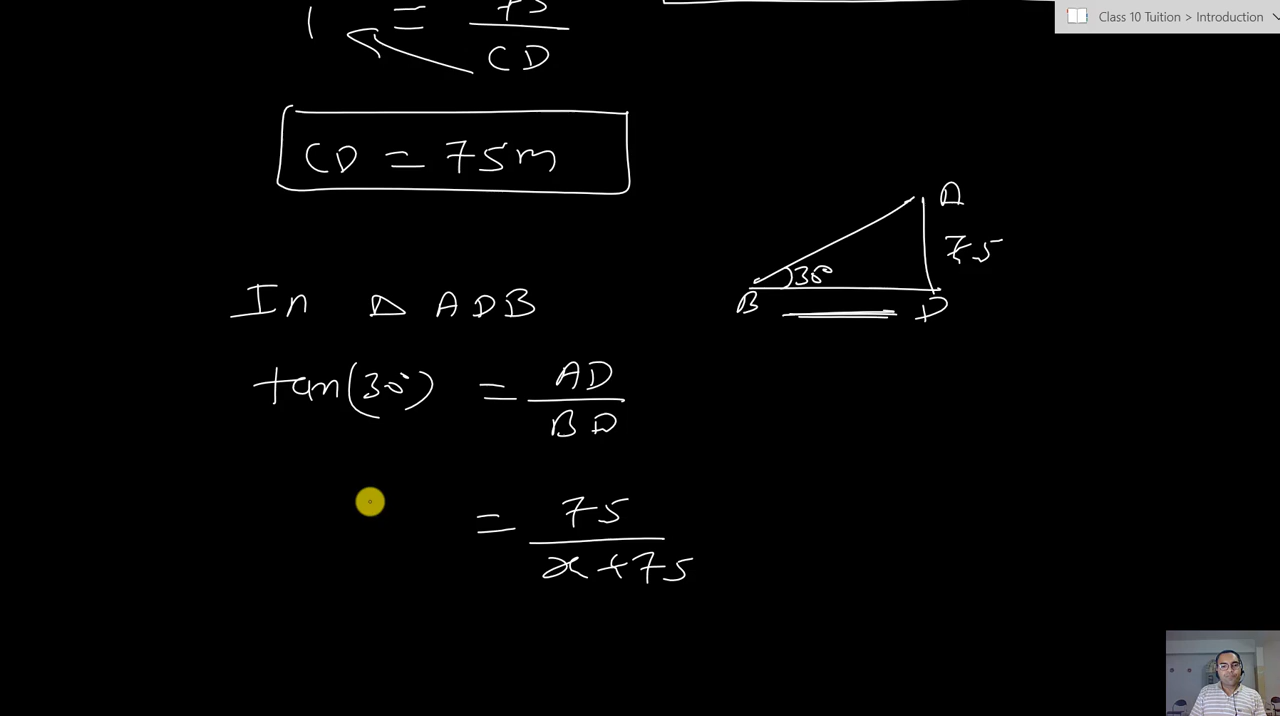 Class 10 Tuition > Introduction
1 = 75/CD
CD = 75m
A
75
30°
B D
In Δ ADB
tan(30°) = AD/BD
= 75/x+75